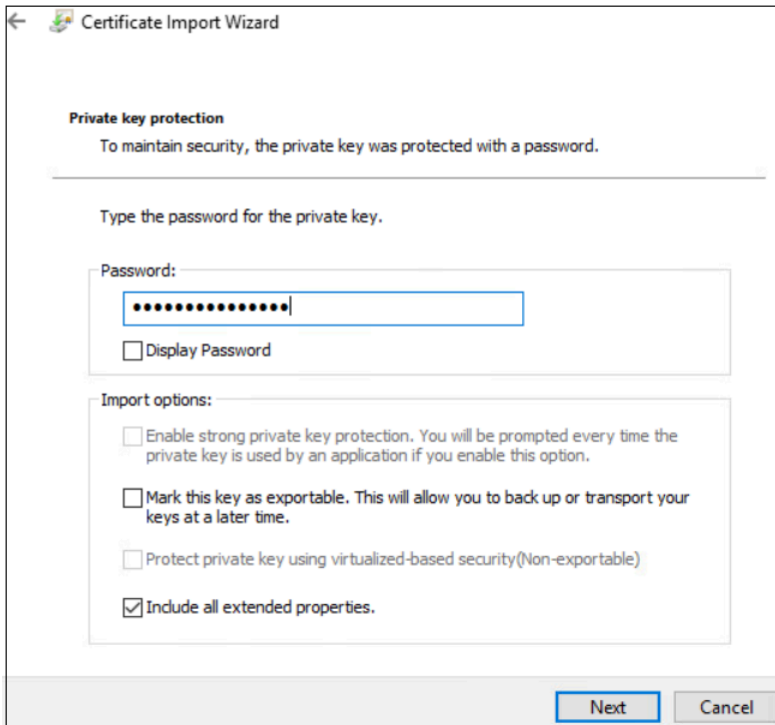 Certificate Import Wizard
Private key protection
To maintain security, the private key was protected with a password.
Type the password for the private key.
Password:
•••••••••••••••
Display Password
Import options:
Enable strong private key protection. You will be prompted every time the
private key is used by an application if you enable this option.
Mark this key as exportable. This will allow you to back up or transport your
keys at a later time.
Protect private key using virtualized-based security(Non-exportable)
Include all extended properties.
Next
Cancel